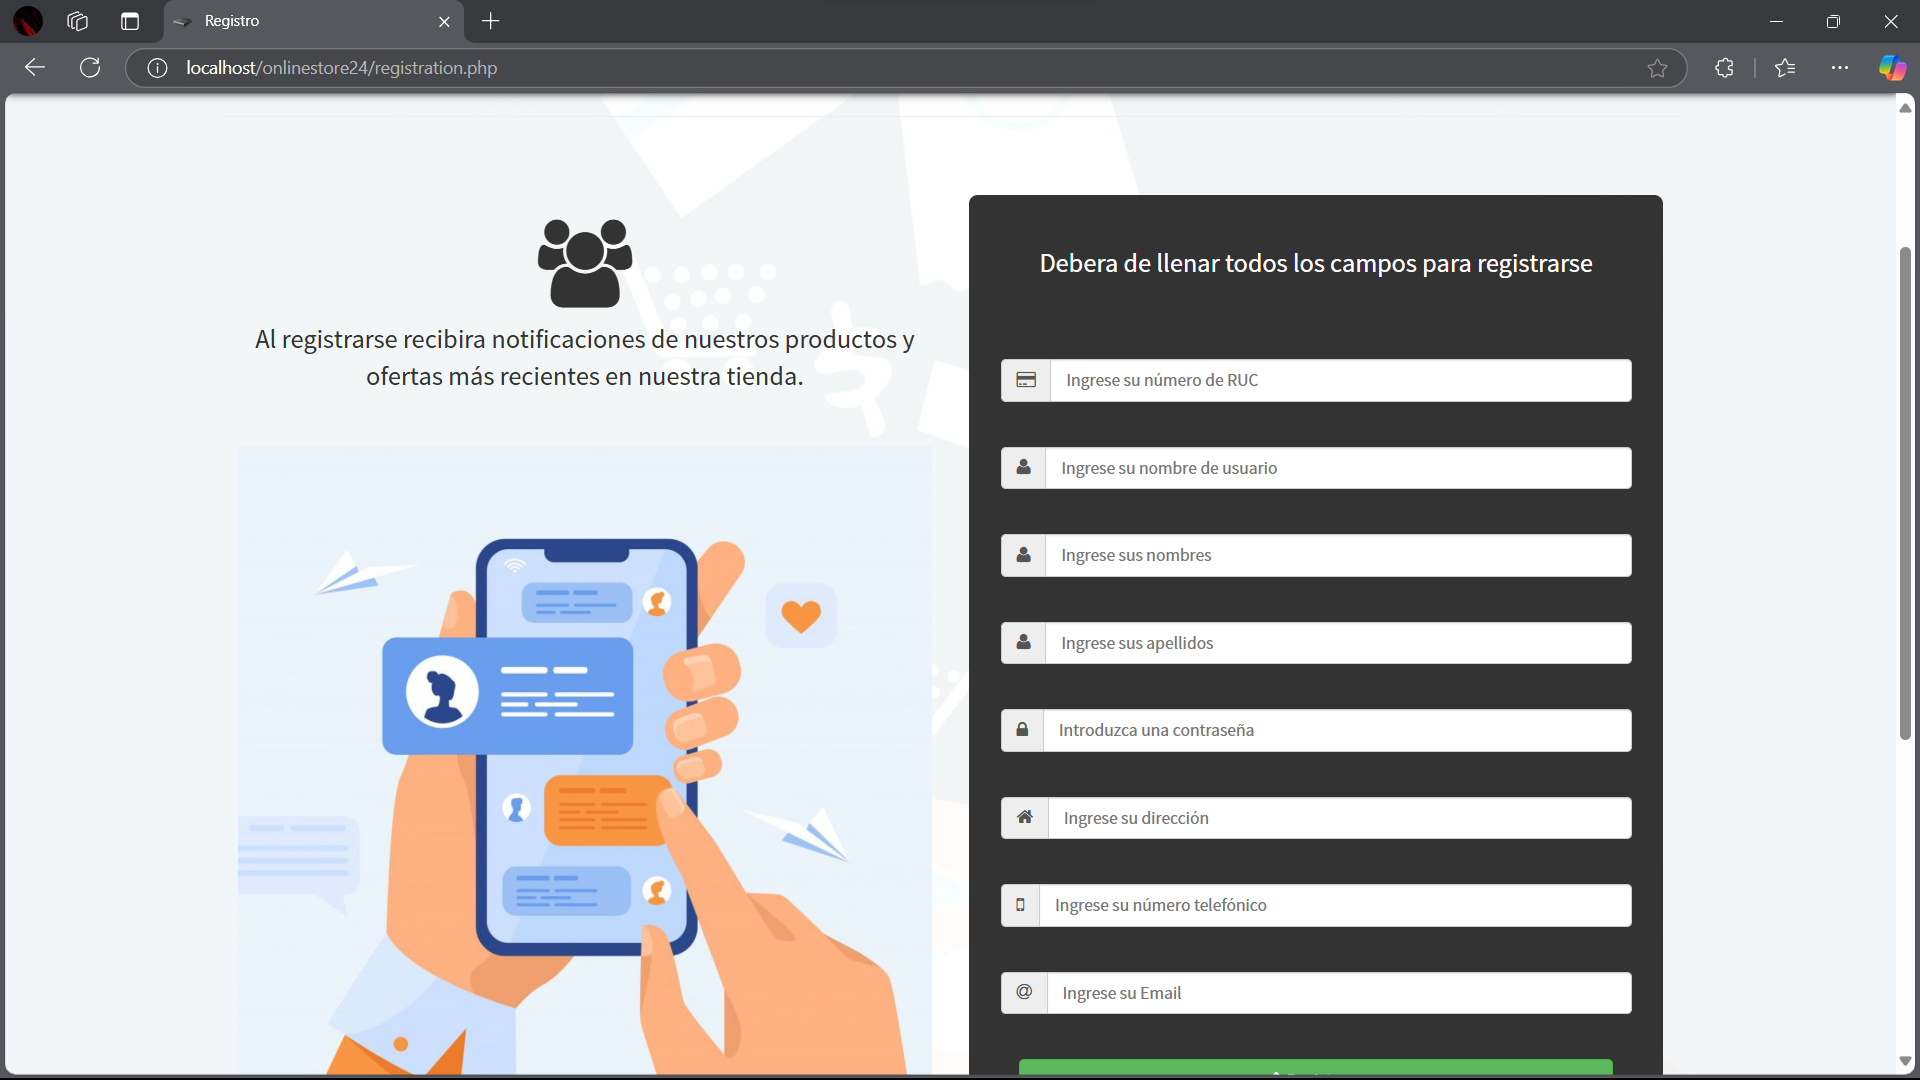 Registro
localhost/onlinestore24/registration.php
Al registrarse recibira notificaciones de nuestros productos y
ofertas más recientes en nuestra tienda.
Debera de llenar todos los campos para registrarse
Ingrese su número de RUC
Ingrese su nombre de usuario
Ingrese sus nombres
Ingrese sus apellidos
Introduzca una contraseña
Ingrese su dirección
Ingrese su número telefónico
@ Ingrese su Email